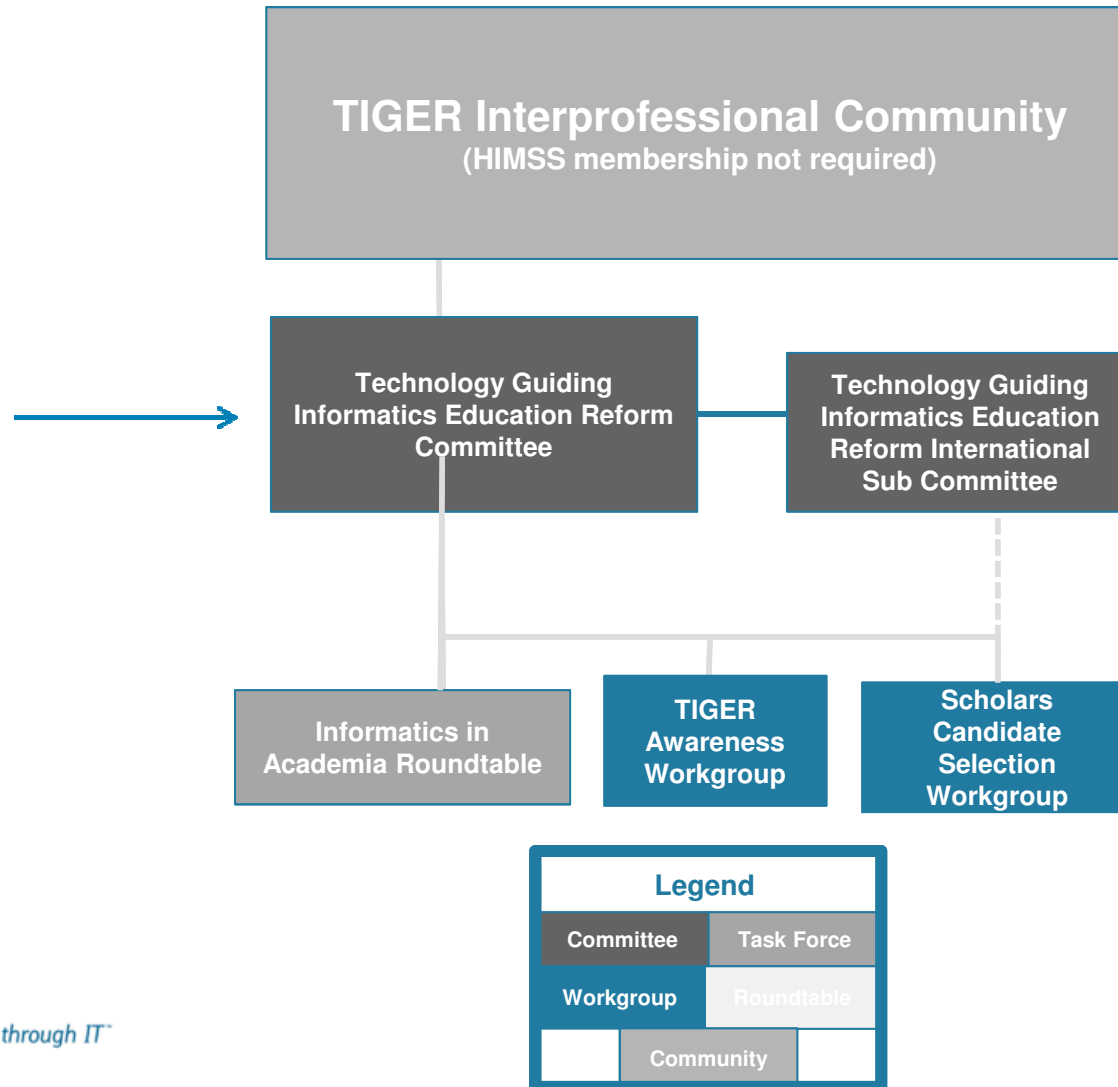 TIGER Interprofessional Community
(HIMSS membership not required)
Technology Guiding
Informatics Education Reform
Committee
Technology Guiding
Informatics Education
Reform International
Sub Committee
Informatics in
Academia Roundtable
TIGER
Awareness
Workgroup
Scholars
Candidate
Selection
Workgroup
Legend
Committee
Task Force
Workgroup
Roundtable
Community
through IT™